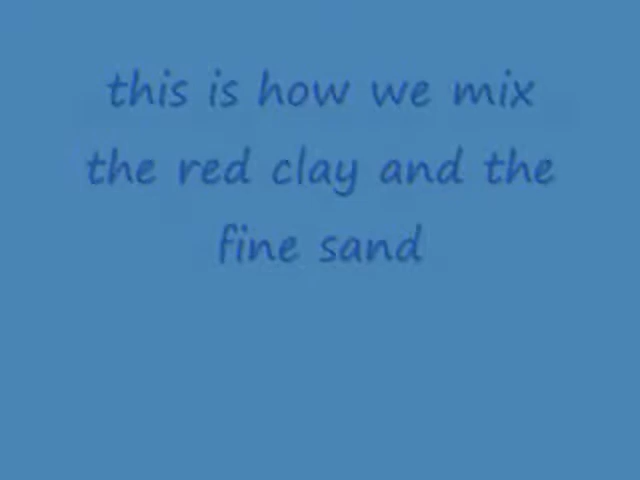 this is how we mix
the red clay and the
fine sand